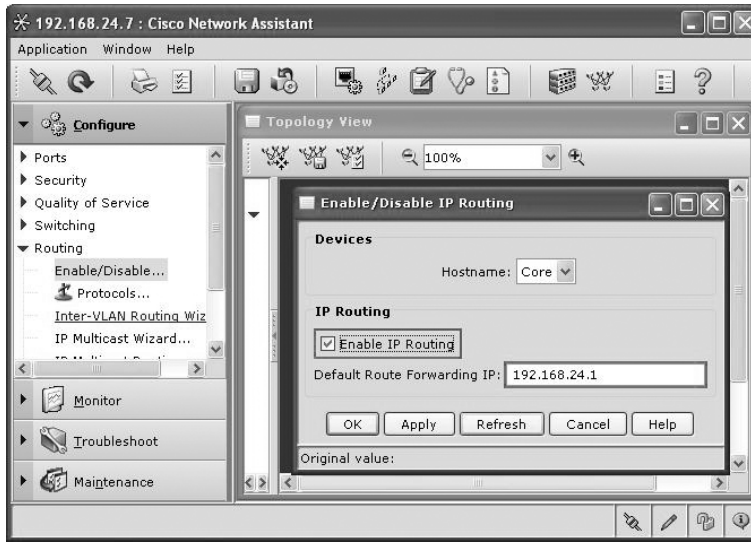 192.168.24.7 : Cisco Network Assistant
Application Window Help
Configure
Ports
Security
Quality of Service
Switching
Routing
Enable/Disable...
Protocols...
Inter-VLAN Routing Wiz
IP Multicast Wizard...
Monitor
Troubleshoot
Maintenance
Topology View
100%
Enable/Disable IP Routing
Devices
Hostname: Core
IP Routing
Enable IP Routing
Default Route Forwarding IP: 192.168.24.1
OK Apply Refresh Cancel Help
Original value: